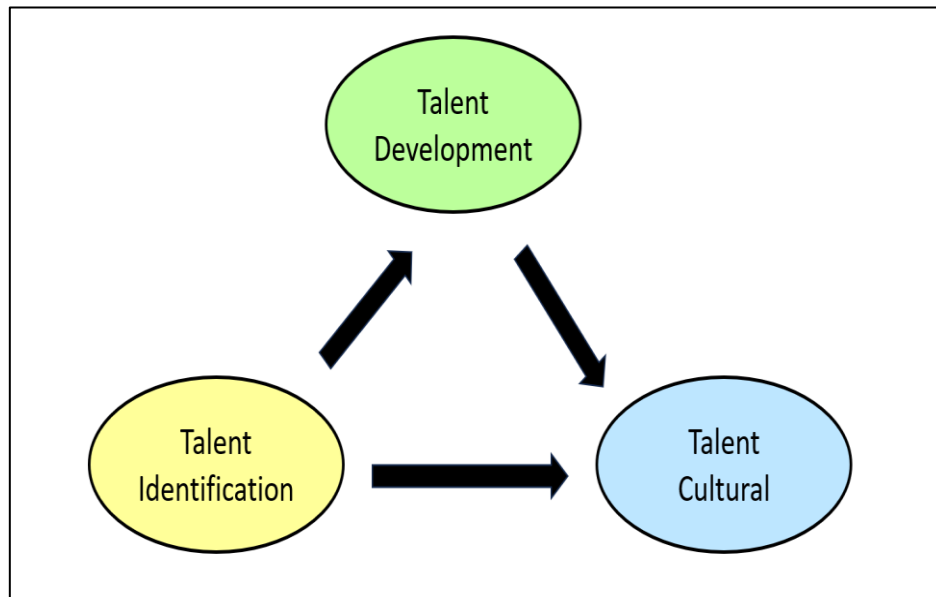 Talent
Development
Talent
Identification
Talent
Cultural